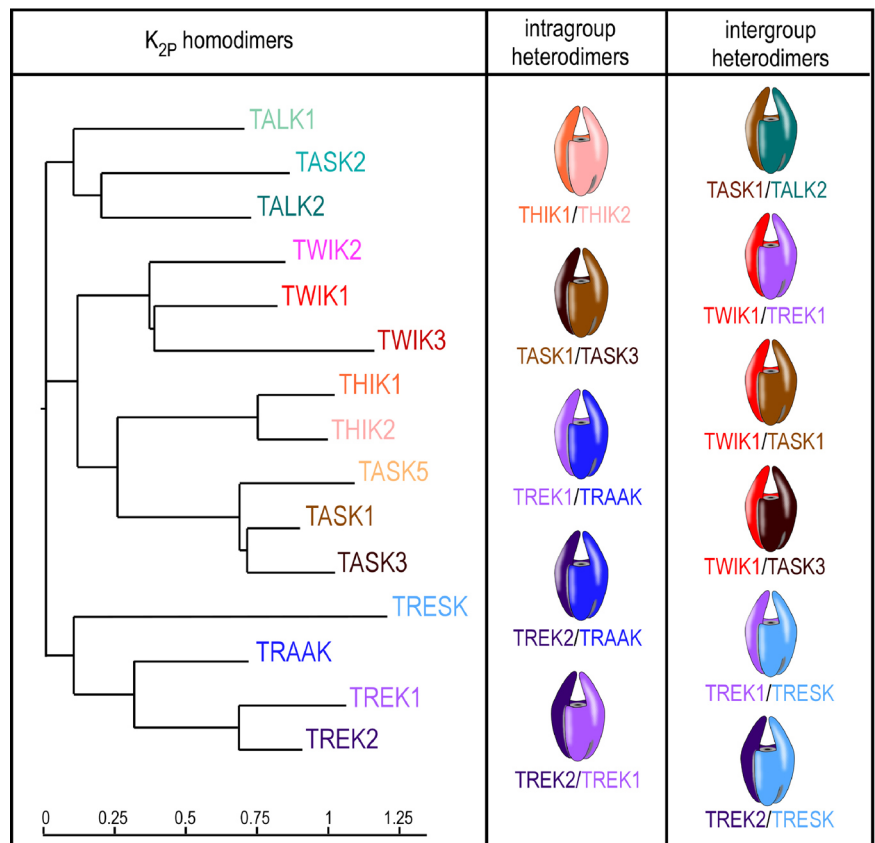 K2P homodimers
intragroup
heterodimers
intergroup
heterodimers
TALK1
TASK2
TALK2
TWIK2
TWIK1
TWIK3
THIK1
THIK2
TASK5
TASK1
TASK3
TRESK
TRAAK
TREK1
TREK2
0 0.25 0.5 0.75 1 1.25
THIK1/THIK2
TASK1/TASK3
TREK1/TRAAK
TREK2/TRAAK
TREK2/TREK1
TASK1/TALK2
TWIK1/TREK1
TWIK1/TASK1
TWIK1/TASK3
TREK1/TRESK
TREK2/TRESK